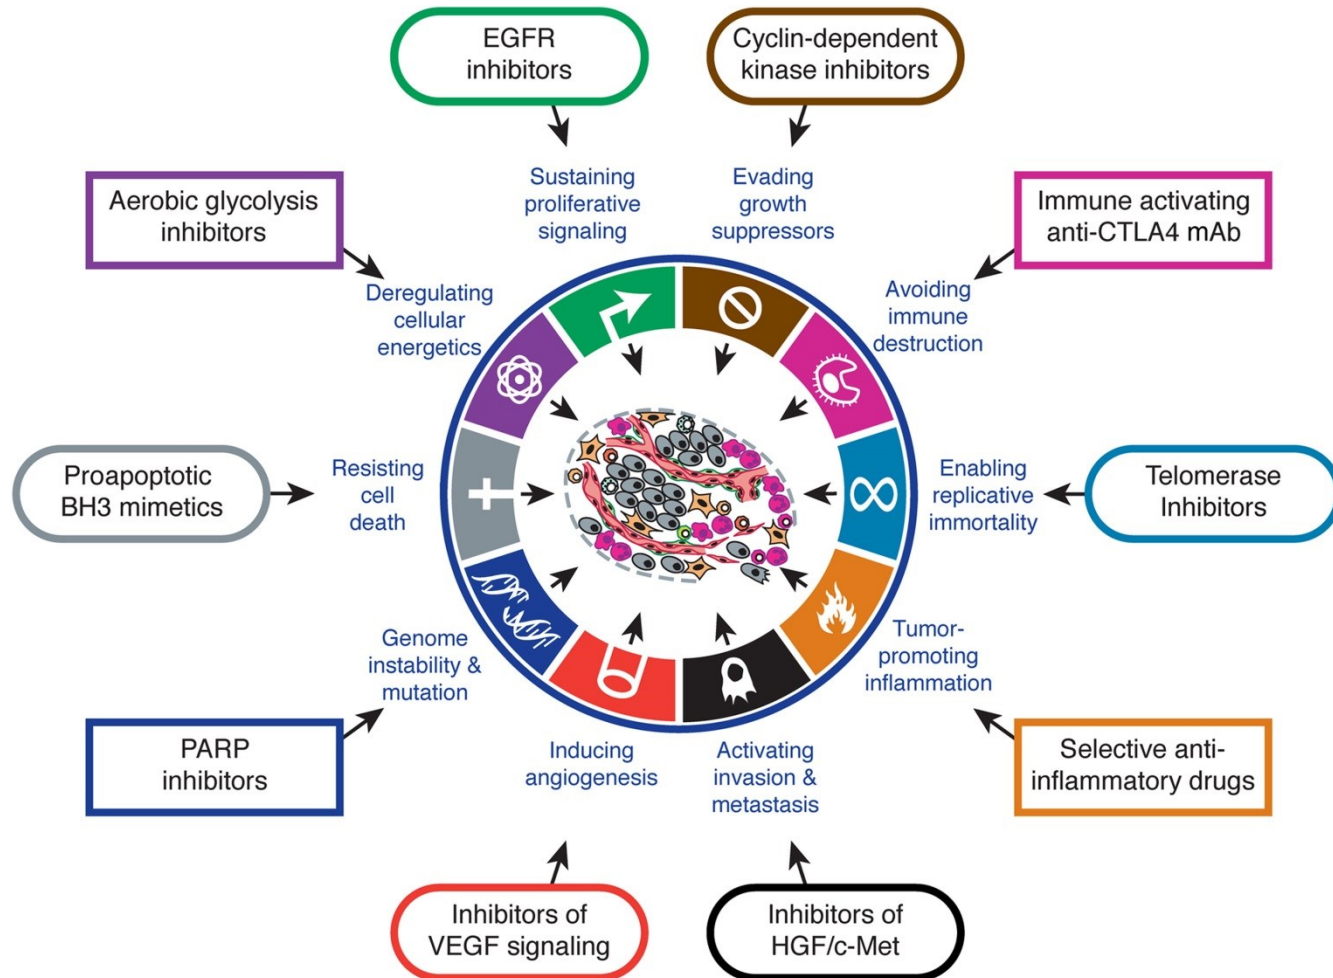 EGFR
inhibitors
Cyclin-dependent
kinase inhibitors
Sustaining
proliferative
signaling
Evading
growth
suppressors
Aerobic glycolysis
inhibitors
Immune activating
anti-CTLA4 mAb
Deregulating
cellular
energetics
Avoiding
immune
destruction
Proapoptotic
BH3 mimetics
Resisting
cell
death
Enabling
replicative
immortality
Telomerase
Inhibitors
Genome
instability &
mutation
Tumor-
promoting
inflammation
PARP
inhibitors
Inducing
angiogenesis
Activating
invasion &
metastasis
Selective anti-
inflammatory drugs
Inhibitors of
VEGF signaling
Inhibitors of
HGF/c-Met